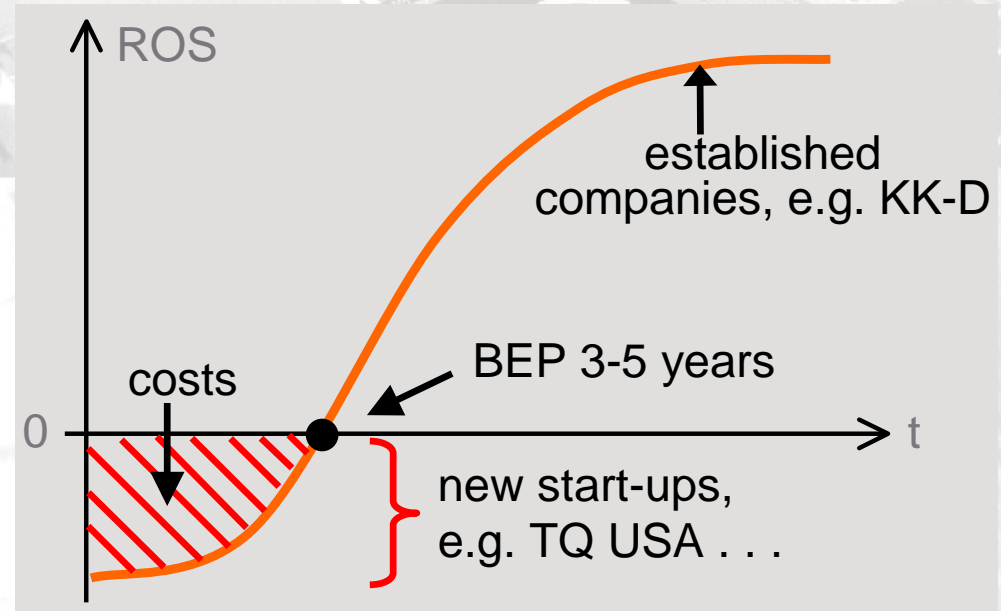 ROS
established
companies, e.g. KK-D
BEP 3-5 years
costs
0
t
new start-ups,
e.g. TQ USA . . .